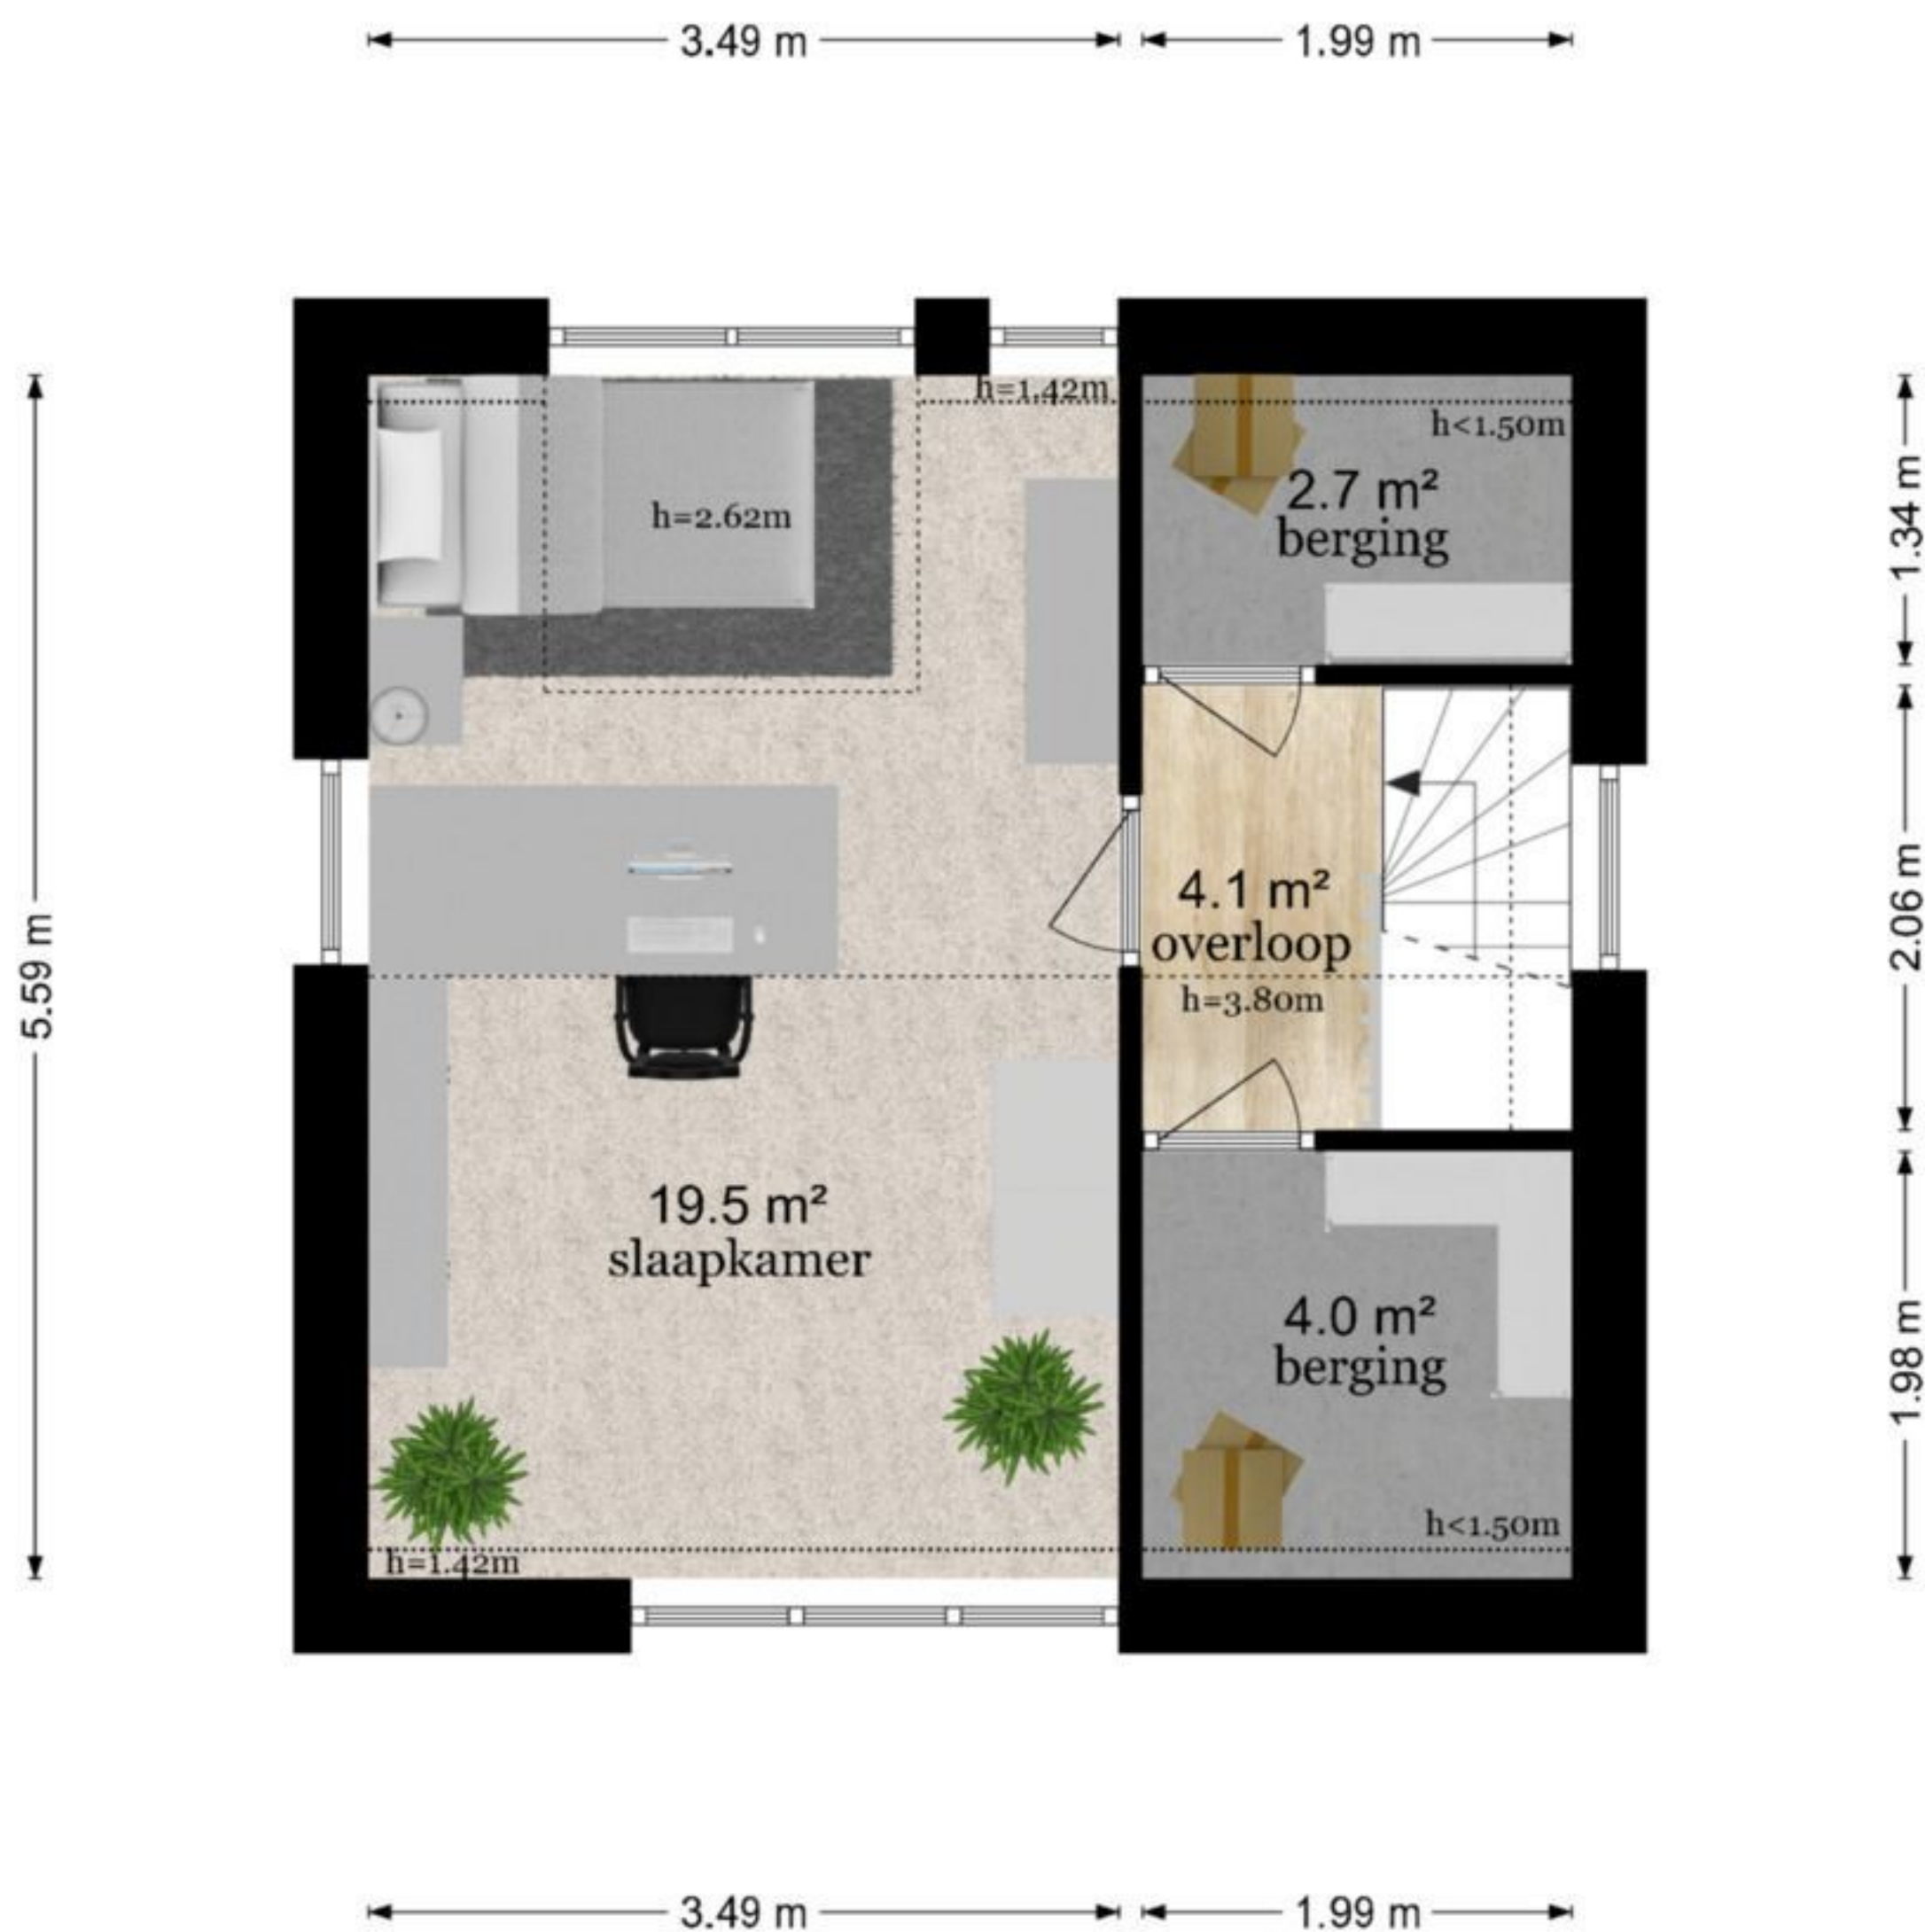 3.49 m
1.99 m
h=1.42m
h<1.50m
2.7 m²
berging
h=2.62m
1.34 m
5.59 m
4.1 m²
overloop
h=3.80m
2.06 m
19.5 m²
slaapkamer
4.0 m²
berging
1.98 m
h<1.50m
h=1.42m
3.49 m
1.99 m